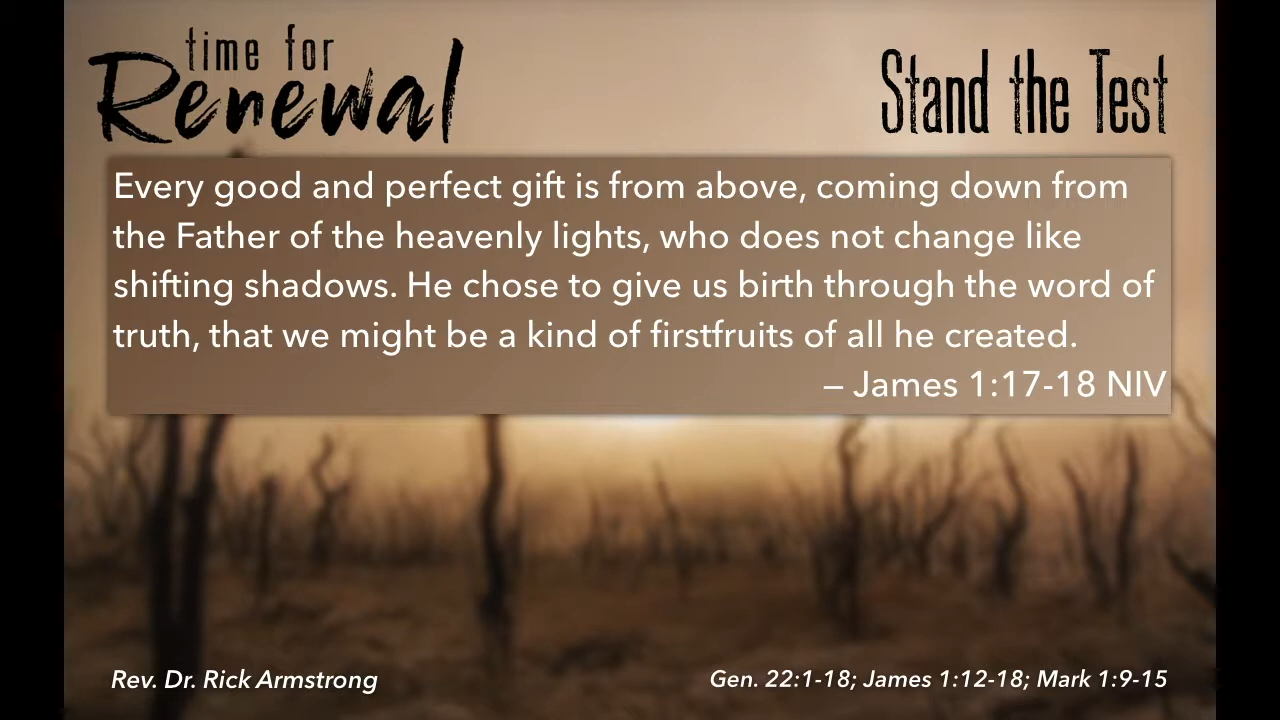 time for
Renewal
Stand the Test
Every good and perfect gift is from above, coming down from
the Father of the heavenly lights, who does not change like
shifting shadows. He chose to give us birth through the word of
truth, that we might be a kind of firstfruits of all he created.
– James 1:17-18 NIV
Rev. Dr. Rick Armstrong
Gen. 22:1-18; James 1:12-18; Mark 1:9-15